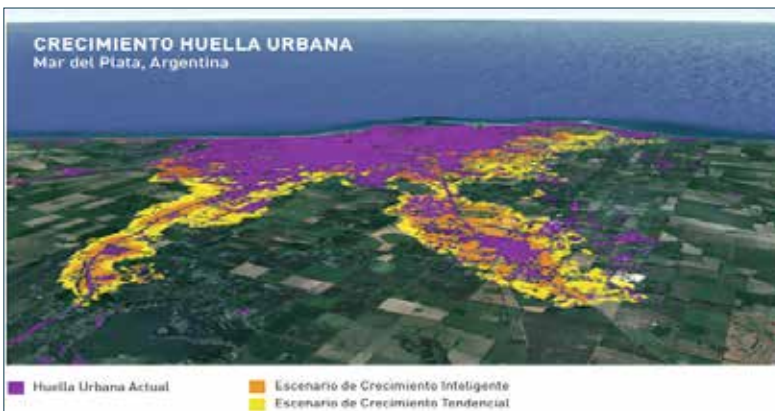 CRECIMIENTO HUELLA URBANA
Mar del Plata, Argentina
Huella Urbana Actual
Escenario de Crecimiento Inteligente
Escenario de Crecimiento Tendencial